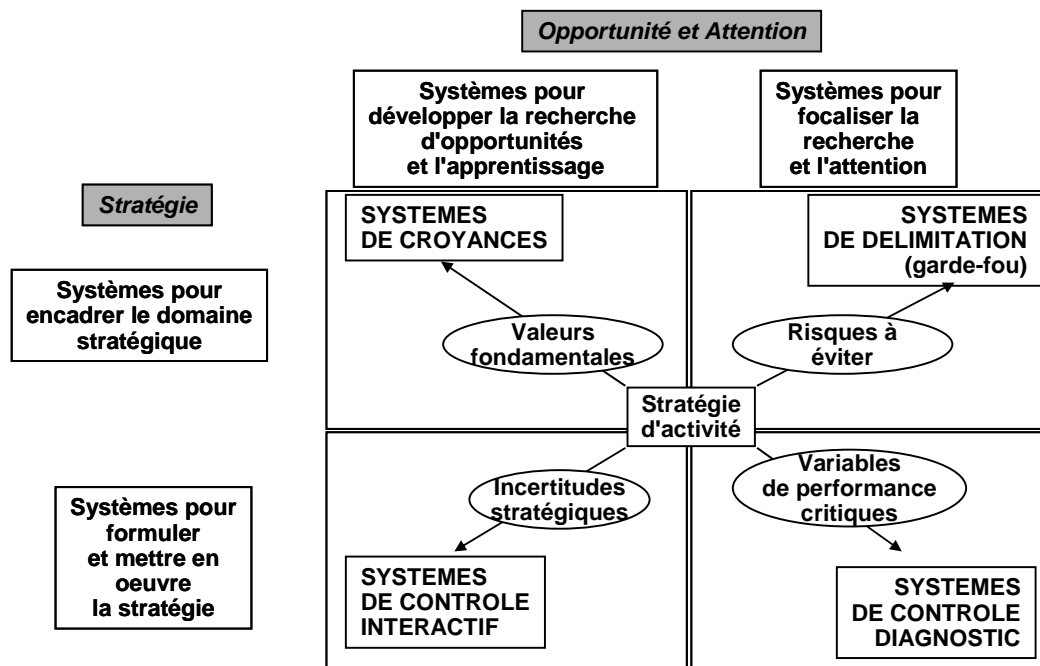 Opportunité et Attention
Systèmes pour
développer la recherche
d'opportunités
et l'apprentissage
Systèmes pour
focaliser la
recherche
et l'attention
Stratégie
SYSTEMES
DE CROYANCES
SYSTEMES
DE DELIMITATION
(garde-fou)
Systèmes pour
encadrer le domaine
stratégique
Valeurs
fondamentales
Risques à
éviter
Stratégie
d'activité
Systèmes pour
formuler
et mettre en
oeuvre
la stratégie
Incertitudes
stratégiques
Variables
de performance
critiques
SYSTEMES
DE CONTROLE
INTERACTIF
SYSTEMES
DE CONTROLE
DIAGNOSTIC